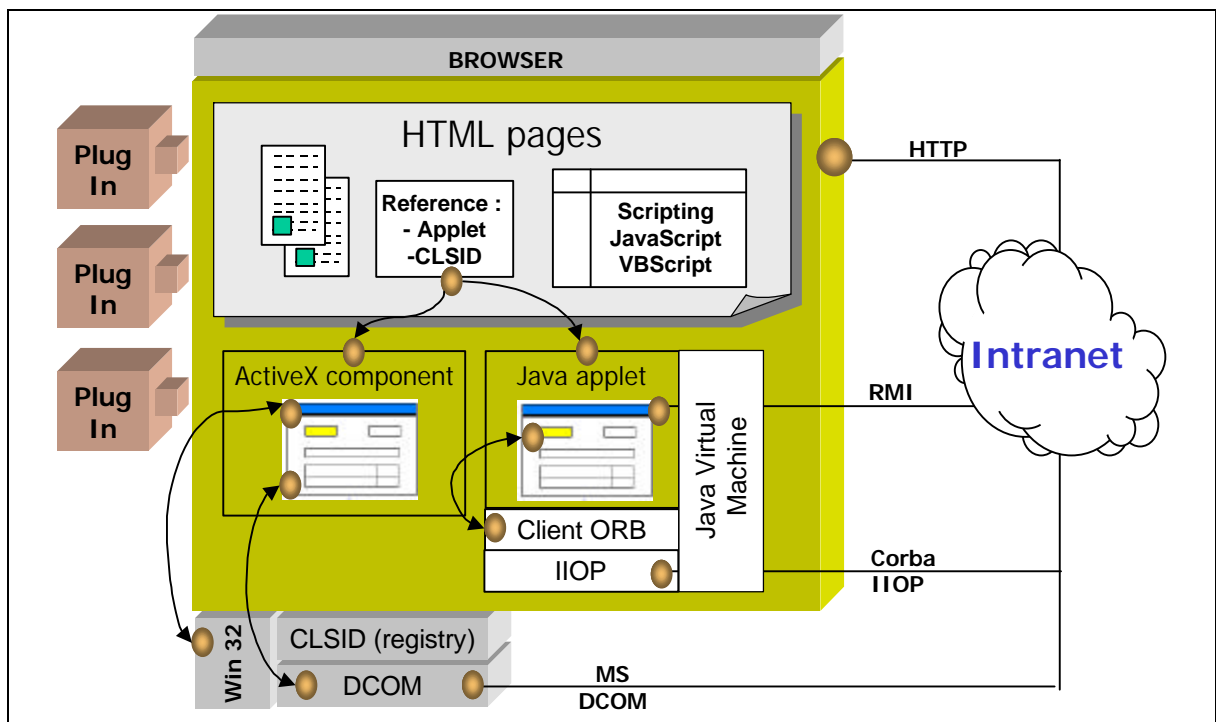 BROWSER
HTML pages
Plug
In
Plug
In
Plug
In
Reference :
- Applet
-CLSID
Scripting
JavaScript
VBScript
HTTP
Intranet
ActiveX component
Java applet
Java Virtual
Machine
RMI
Client ORB
IIOP
Corba
IIOP
Win 32
CLSID (registry)
DCOM
MS
DCOM